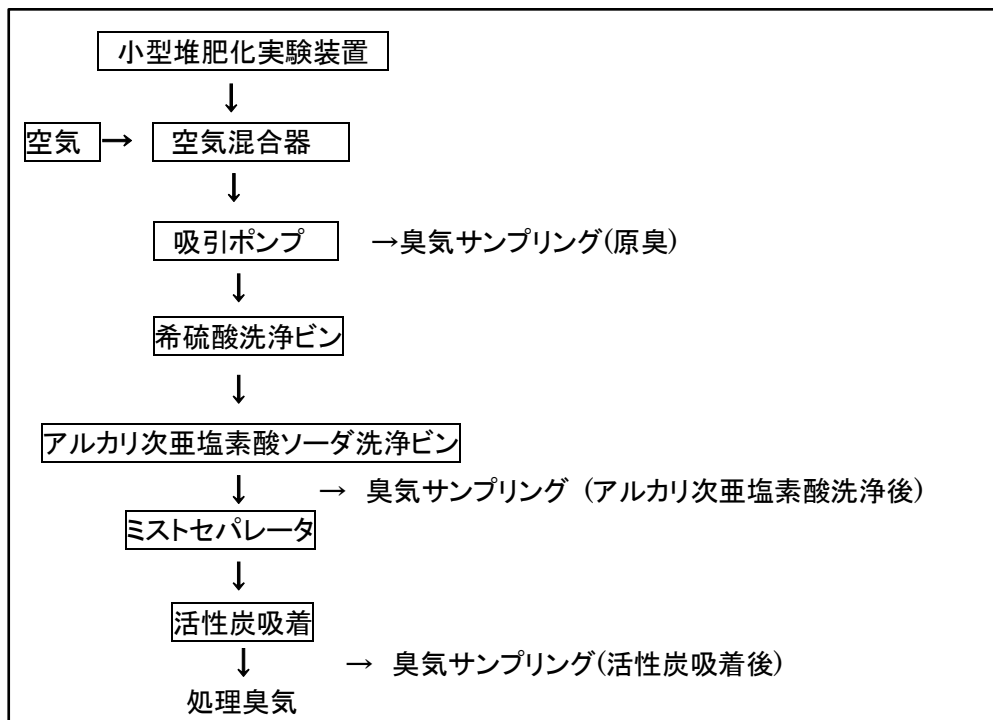 小型堆肥化実験装置
↓
空気 → 空気混合器
↓
吸引ポンプ →臭気サンプリング(原臭)
↓
希硫酸洗浄ビン
↓
アルカリ次亜塩素酸ソーダ洗浄ビン
↓ → 臭気サンプリング (アルカリ次亜塩素酸洗浄後)
ミストセパレータ
↓
活性炭吸着
↓ → 臭気サンプリング(活性炭吸着後)
処理臭気